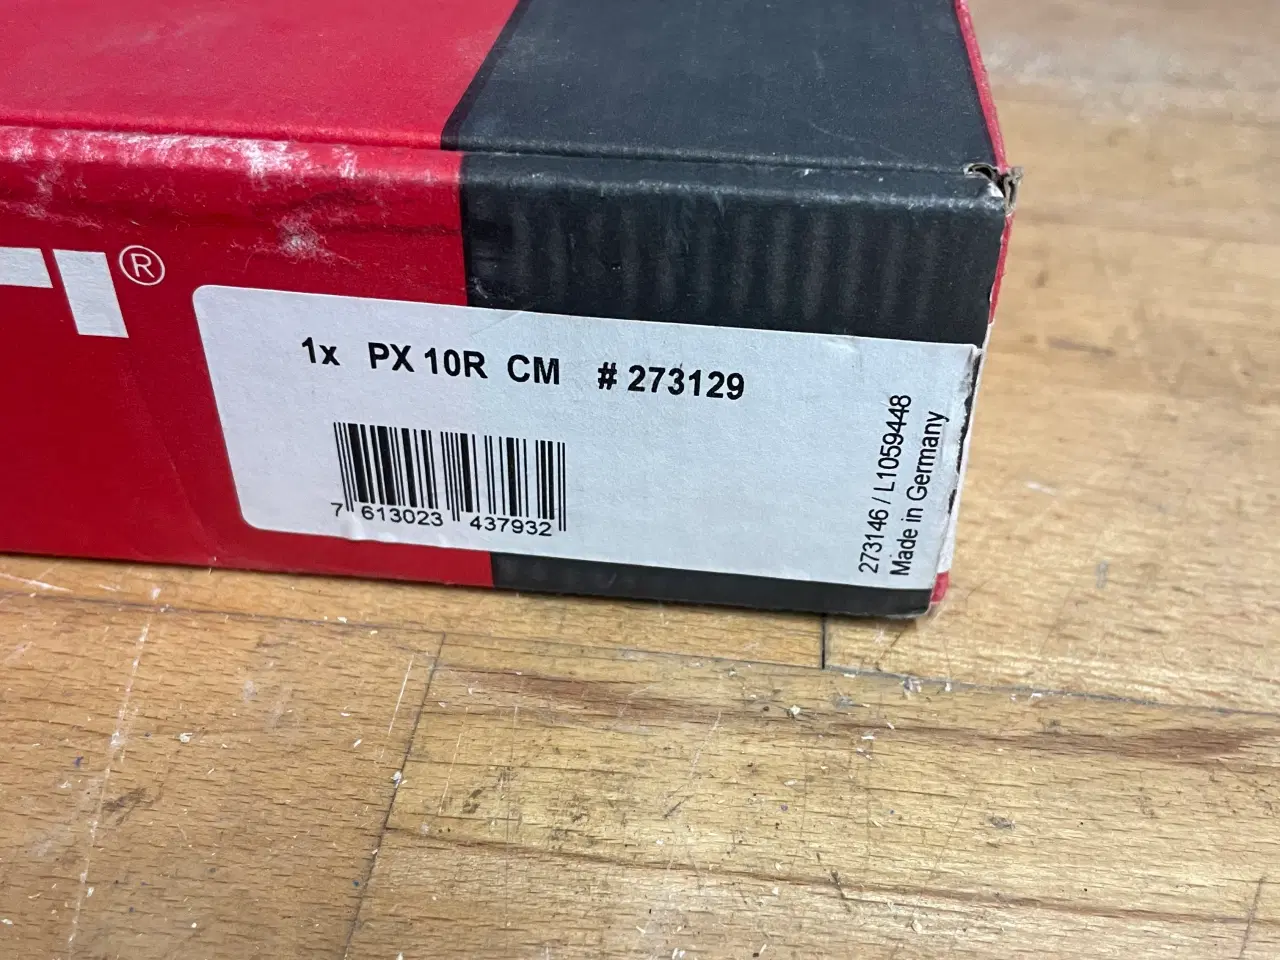 ®
1x PX 10R CM # 273129
7 613023 437932
273146 / L1059448
Made in Germany